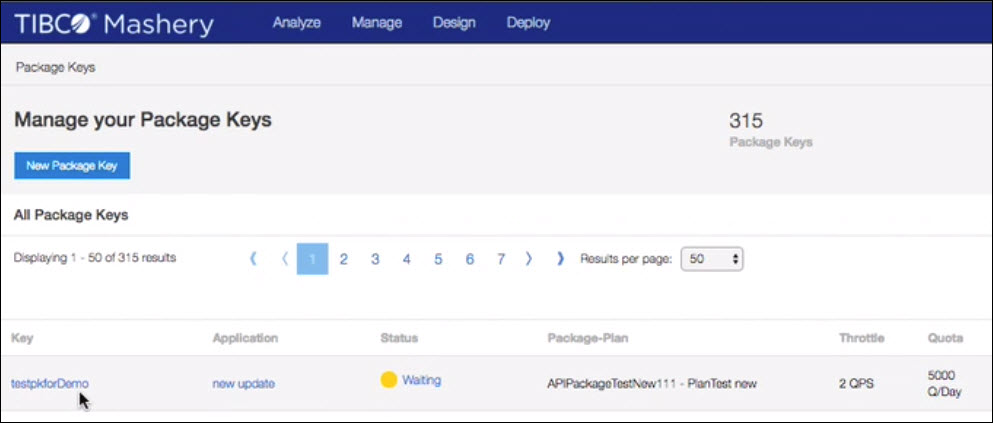 TIBCO® Mashery Analyze Manage Design Deploy
Package Keys
Manage your Package Keys
315
Package Keys
New Package Key
All Package Keys
Displaying 1 - 50 of 315 results 《 〈 1 2 3 4 5 6 7 〉 》 Results per page: 50
Key Application Status Package-Plan Throttle Quota
testpkforDemo new update Waiting APIPackageTestNew111 - PlanTest new 2 QPS 5000
Q/Day